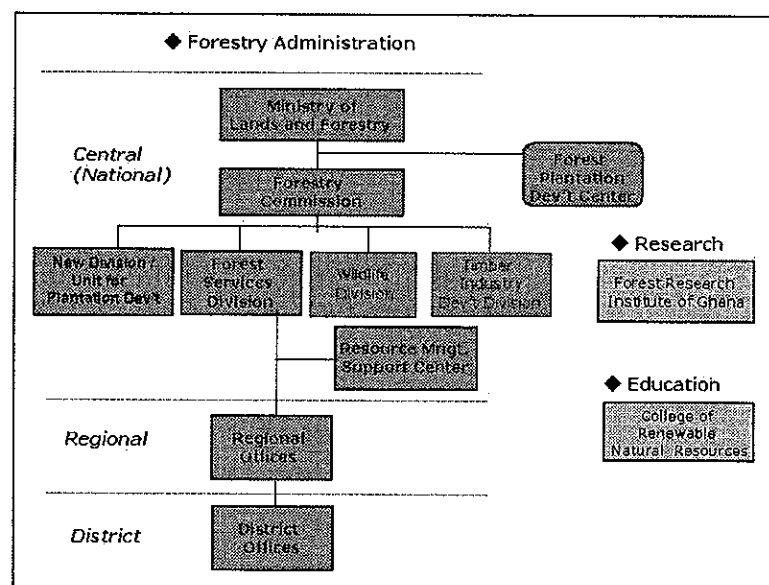 ◆ Forestry Administration
Ministry of
Lands and Forestry
Central
(National)
Forest
Plantation
Dev't Center
Forestry
Commission
New Division /
Unit for
Plantation Dev't
Forest
Services
Division
Wildlife
Division
Timber
Industry
Dev't Division
◆ Research
Forest Research
Institute of Ghana
Resource Mngt.
Support Center
◆ Education
College of
Renewable
Natural Resources
Regional
Regional
Offices
District
District
Offices